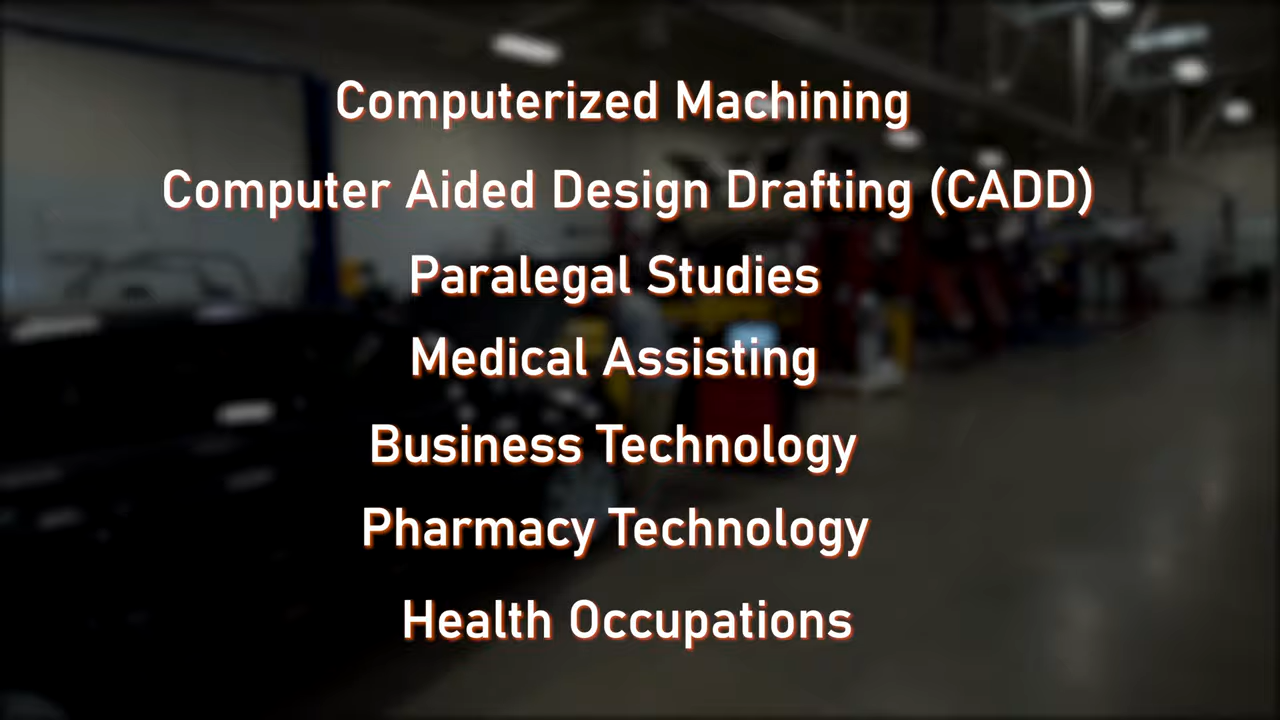 Computerized Machining
Computer Aided Design Drafting (CADD)
Paralegal Studies
Medical Assisting
Business Technology
Pharmacy Technology
Health Occupations